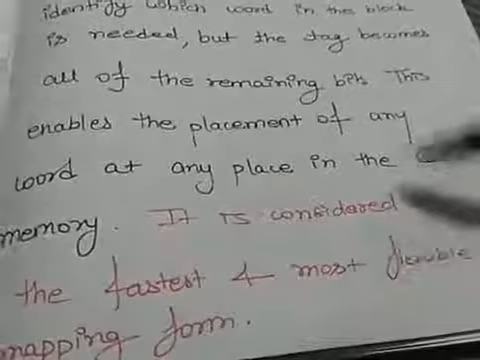 identify which word in the block
is needed, but the tag becomes
all of the remaining bits This
enables the placement of any
word at any place in the
memory. It is considered
the fastest & most flexible
mapping form.